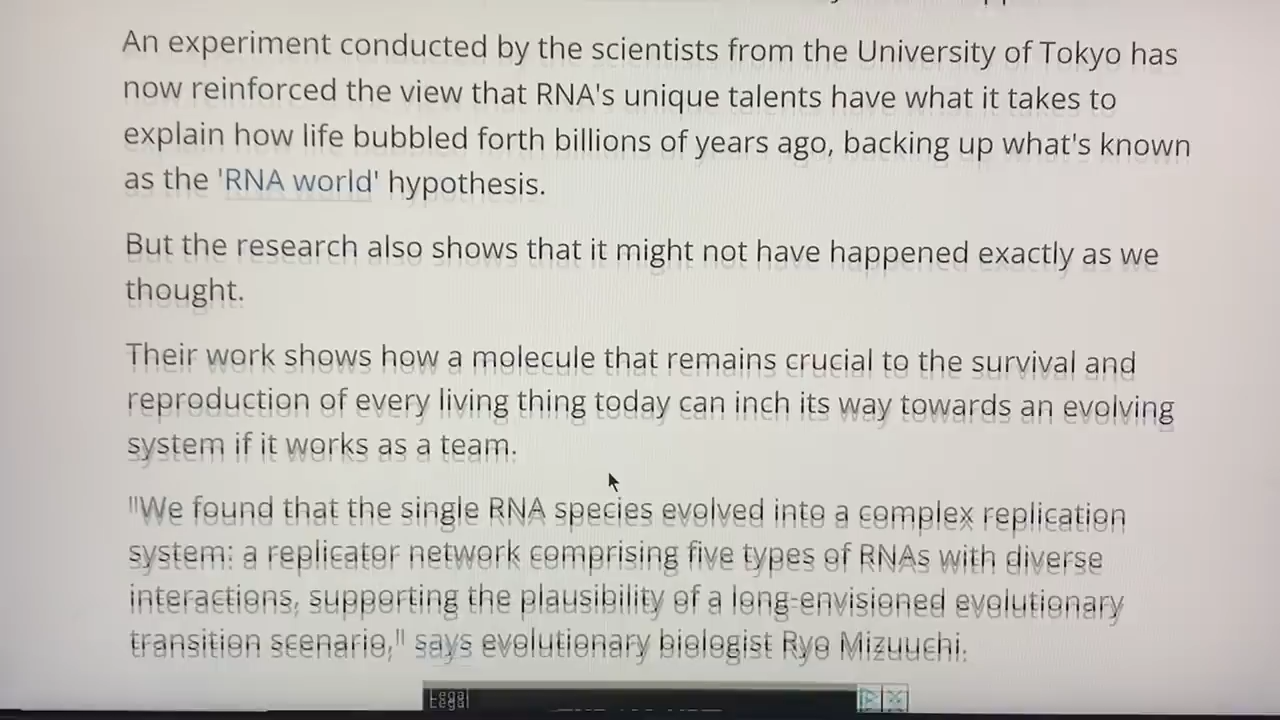 An experiment conducted by the scientists from the University of Tokyo has
now reinforced the view that RNA's unique talents have what it takes to
explain how life bubbled forth billions of years ago, backing up what's known
as the 'RNA world' hypothesis.
But the research also shows that it might not have happened exactly as we
thought.
Their work shows how a molecule that remains crucial to the survival and
reproduction of every living thing today can inch its way towards an evolving
system if it works as a team.
"We found that the single RNA species evolved into a complex replication
system: a replicator network comprising five types of RNAs with diverse
interactions, supporting the plausibility of a long-envisioned evolutionary
transition scenario," says evolutionary biologist Ryo Mizuuchi.
Legal